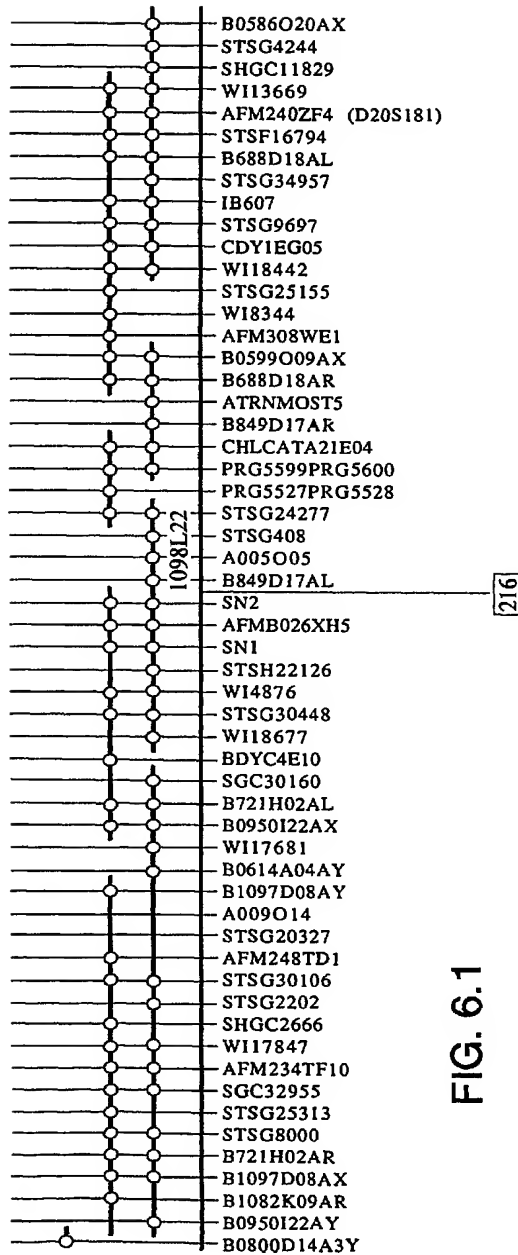 B0586O20AX
STSG4244
SHGC11829
WI13669
AFM240ZF4 (D20S181)
STSF16794
B688D18AL
STSG34957
IB607
STSG9697
CDY1EG05
WI18442
STSG25155
WI8344
AFM308WE1
B0599O09AX
B688D18AR
ATRNMOST5
B849D17AR
CHLCATA21E04
PRG5599PRG5600
PRG5527PRG5528
STSG24277
STSG408
A005O05
B849D17AL
1098L22
216
SN2
AFMB026XH5
SN1
STSH22126
WI4876
STSG30448
WI18677
BDYC4E10
SGC30160
B721H02AL
B0950I22AX
WI17681
B0614A04AY
B1097D08AY
A009O14
STSG20327
AFM248TD1
STSG30106
STSG2202
SHGC2666
WI17847
AFM234TF10
SGC32955
STSG25313
STSG8000
B721H02AR
B1097D08AX
B1082K09AR
B0950I22AY
B0800D14A3Y
FIG. 6.1